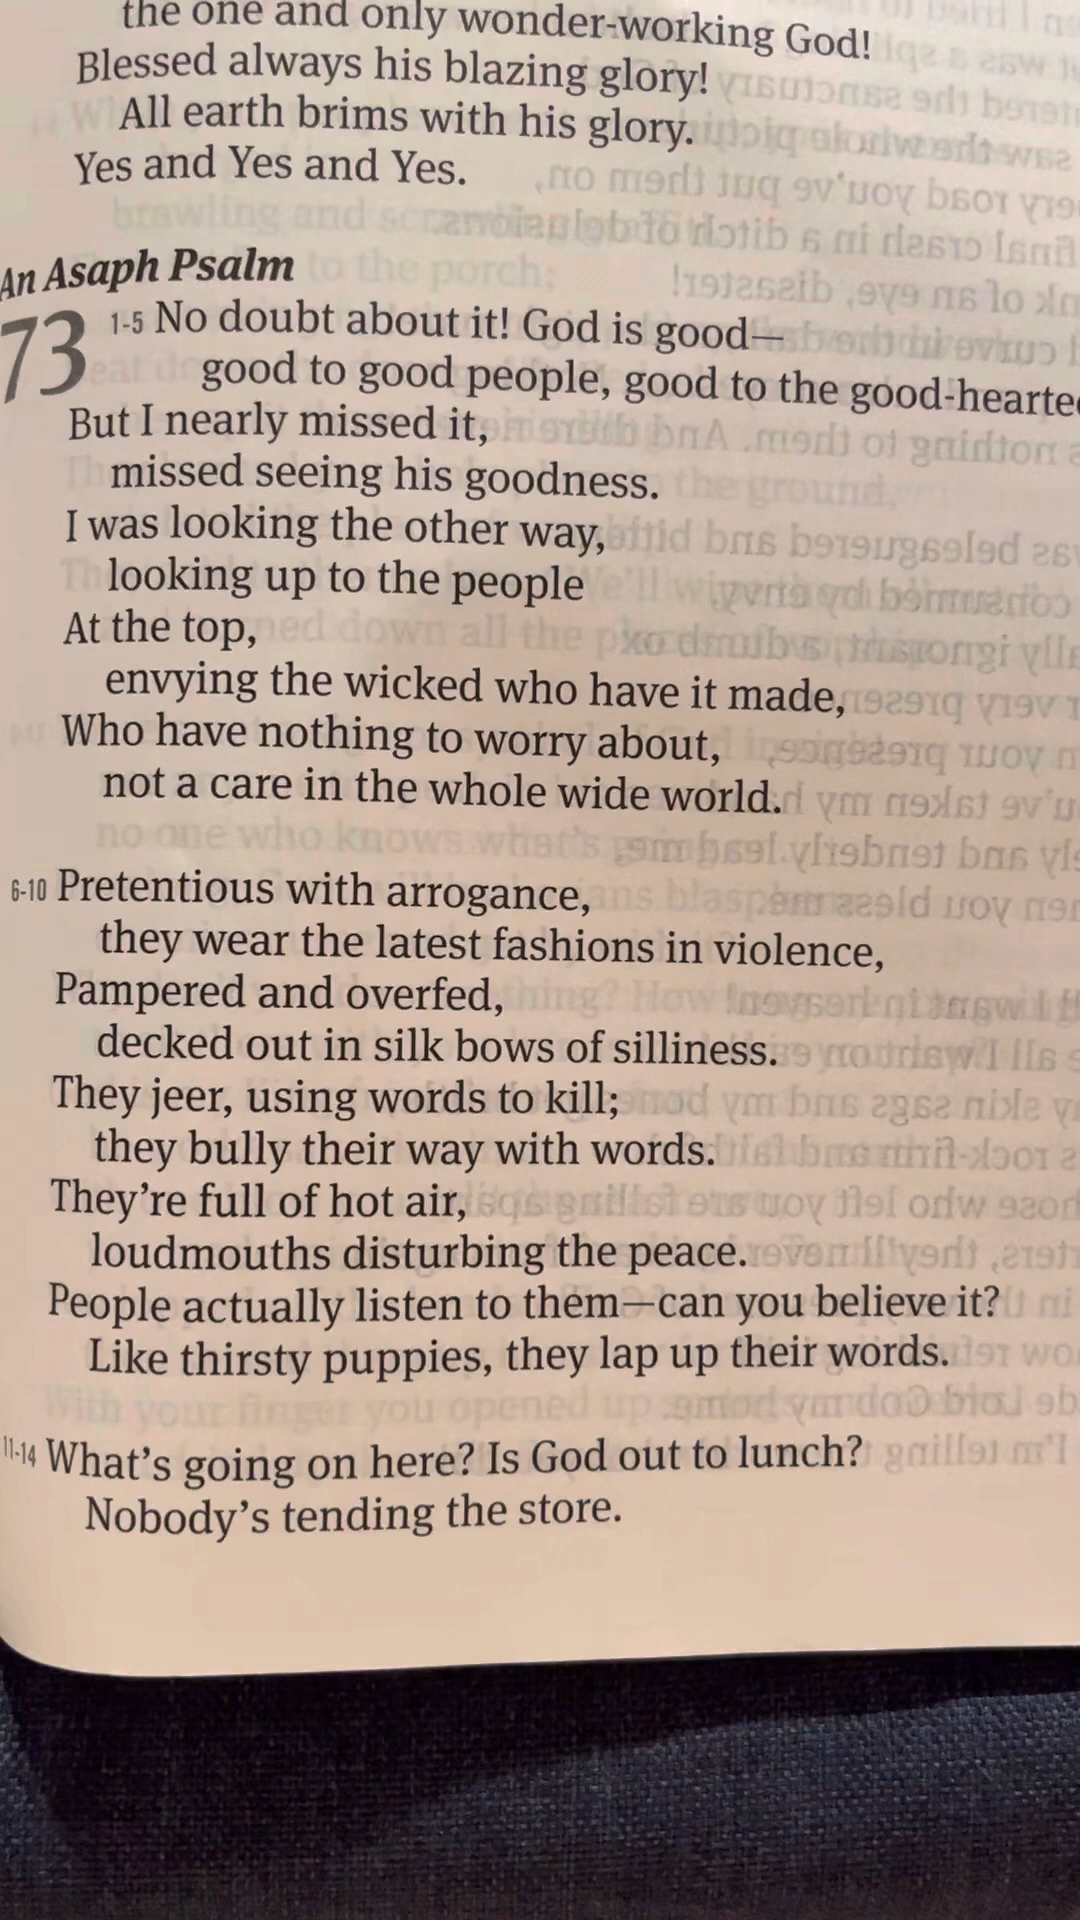 the one and only wonder-working God!
Blessed always his blazing glory!
All earth brims with his glory.
Yes and Yes and Yes.
An Asaph Psalm
73 1-5 No doubt about it! God is good—
good to good people, good to the good-hearted
But I nearly missed it,
missed seeing his goodness.
I was looking the other way,
looking up to the people
At the top,
envying the wicked who have it made,
Who have nothing to worry about,
not a care in the whole wide world.
6-10 Pretentious with arrogance,
they wear the latest fashions in violence,
Pampered and overfed,
decked out in silk bows of silliness.
They jeer, using words to kill;
they bully their way with words.
They’re full of hot air,
loudmouths disturbing the peace.
People actually listen to them—can you believe it?
Like thirsty puppies, they lap up their words.
11-14 What’s going on here? Is God out to lunch?
Nobody’s tending the store.